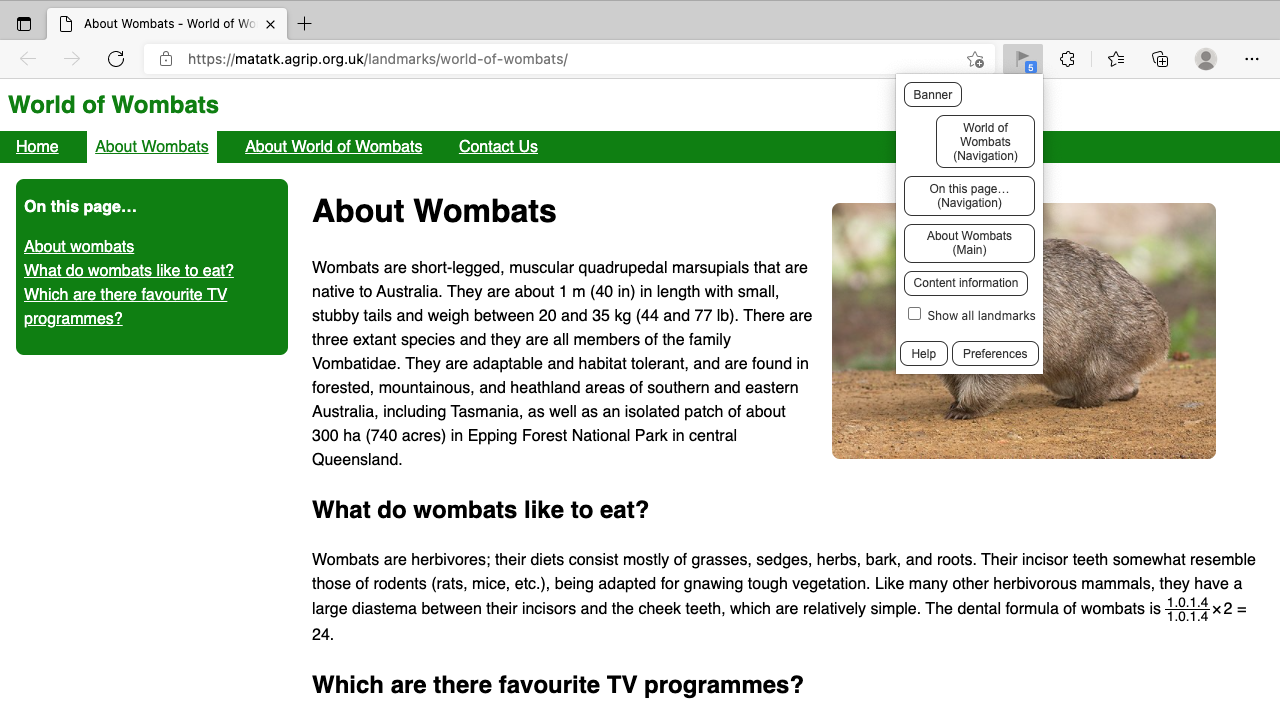 About Wombats - World of Wo
https://matatk.agrip.org.uk/landmarks/world-of-wombats/
5
World of Wombats
Home
About Wombats
About World of Wombats
Contact Us
Banner
World of
Wombats
(Navigation)
On this page…
(Navigation)
About Wombats
(Main)
Content information
Show all landmarks
Help
Preferences
On this page…
About wombats
What do wombats like to eat?
Which are there favourite TV
programmes?
About Wombats
Wombats are short-legged, muscular quadrupedal marsupials that are
native to Australia. They are about 1 m (40 in) in length with small,
stubby tails and weigh between 20 and 35 kg (44 and 77 lb). There are
three extant species and they are all members of the family
Vombatidae. They are adaptable and habitat tolerant, and are found in
forested, mountainous, and heathland areas of southern and eastern
Australia, including Tasmania, as well as an isolated patch of about
300 ha (740 acres) in Epping Forest National Park in central
Queensland.
What do wombats like to eat?
Wombats are herbivores; their diets consist mostly of grasses, sedges, herbs, bark, and roots. Their incisor teeth somewhat resemble
those of rodents (rats, mice, etc.), being adapted for gnawing tough vegetation. Like many other herbivorous mammals, they have a
large diastema between their incisors and the cheek teeth, which are relatively simple. The dental formula of wombats is 1.0.1.4/1.0.1.4 × 2 =
24.
Which are there favourite TV programmes?